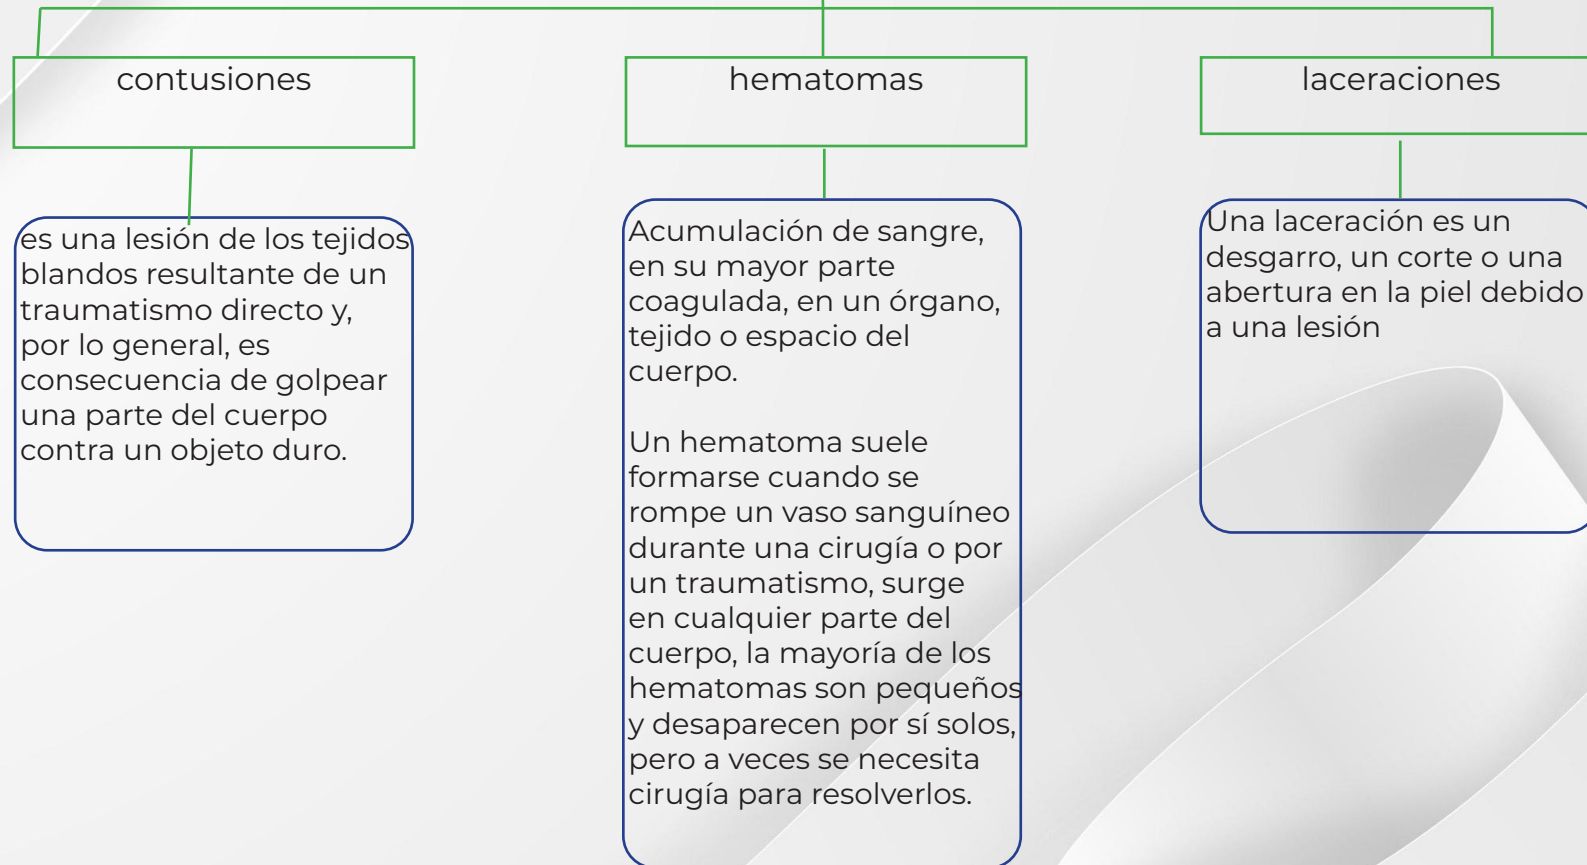 contusiones
es una lesión de los tejidos
blandos resultante de un
traumatismo directo y,
por lo general, es
consecuencia de golpear
una parte del cuerpo
contra un objeto duro.
hematomas
Acumulación de sangre,
en su mayor parte
coagulada, en un órgano,
tejido o espacio del
cuerpo.
Un hematoma suele
formarse cuando se
rompe un vaso sanguíneo
durante una cirugía o por
un traumatismo, surge
en cualquier parte del
cuerpo, la mayoría de los
hematomas son pequeños
y desaparecen por sí solos,
pero a veces se necesita
cirugía para resolverlos.
laceraciones
Una laceración es un
desgarro, un corte o una
abertura en la piel debido
a una lesión